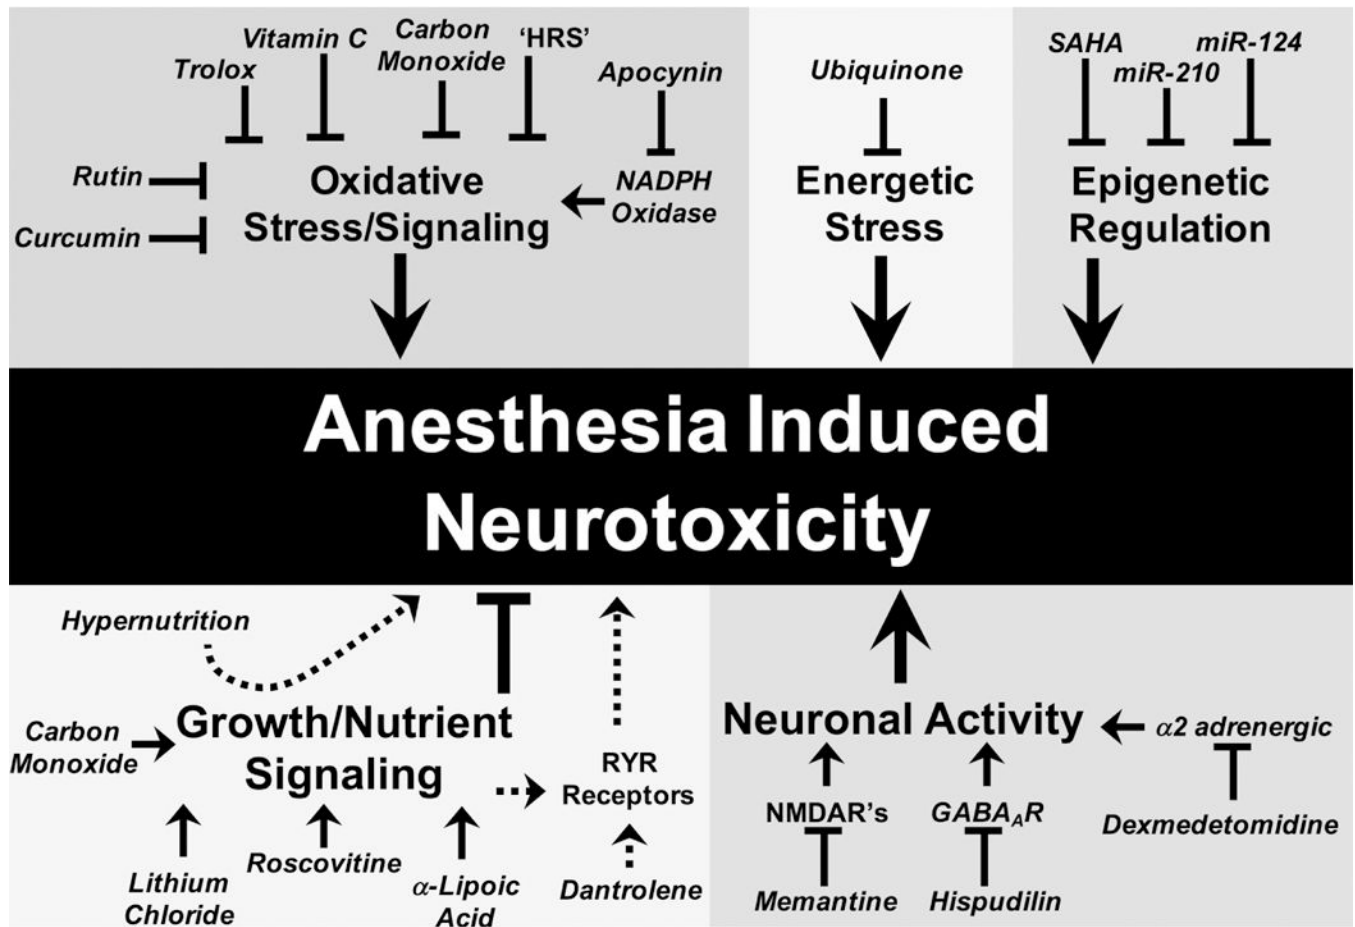 Vitamin C
Carbon
Monoxide
'HRS'
Trolox
Apocynin
Rutin
Curcumin
Oxidative
Stress/Signaling
NADPH
Oxidase
Ubiquinone
Energetic
Stress
SAHA
miR-124
miR-210
Epigenetic
Regulation
Anesthesia Induced
Neurotoxicity
Hypernutrition
Carbon
Monoxide
Growth/Nutrient
Signaling
RYR
Receptors
Lithium
Chloride
Roscovitine
α-Lipoic
Acid
Dantrolene
Neuronal Activity
α2 adrenergic
NMDAR's
GABAAR
Dexmedetomidine
Memantine
Hispudilin